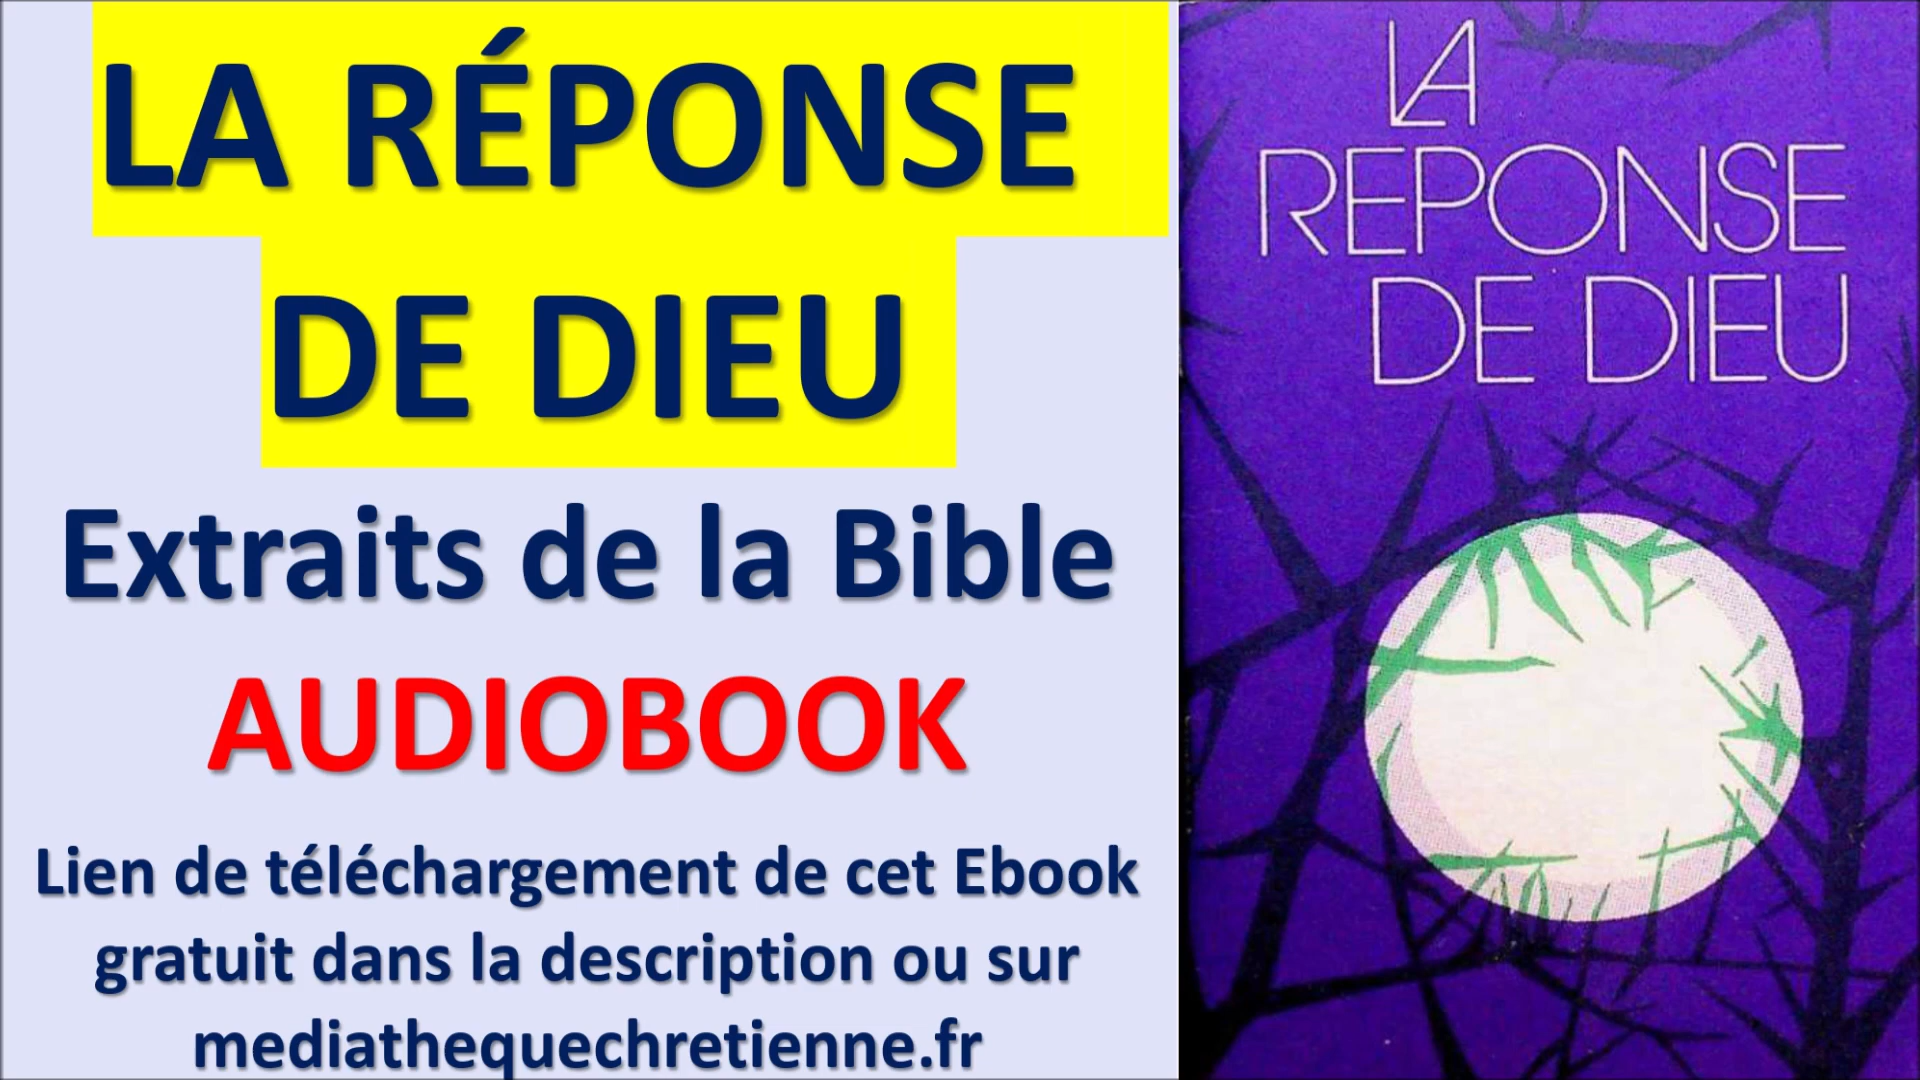 LA RÉPONSE
DE DIEU
Extraits de la Bible
AUDIOBOOK
Lien de téléchargement de cet Ebook
gratuit dans la description ou sur
mediathequechretienne.fr
LA
REPONSE
DE DIEU